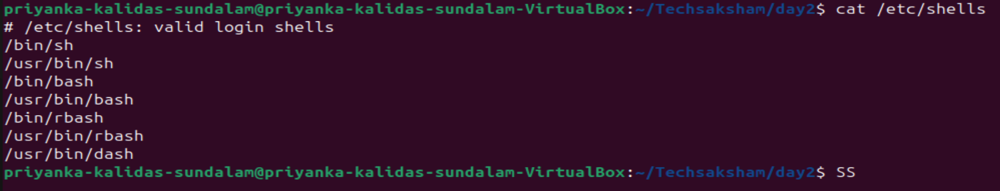 priyanka-kalidas-sundalam@priyanka-kalidas-sundalam-VirtualBox:~/Techsaksham/day2$ cat /etc/shells
# /etc/shells: valid login shells
/bin/sh
/usr/bin/sh
/bin/bash
/usr/bin/bash
/bin/rbash
/usr/bin/rbash
/usr/bin/dash
priyanka-kalidas-sundalam@priyanka-kalidas-sundalam-VirtualBox:~/Techsaksham/day2$ SS